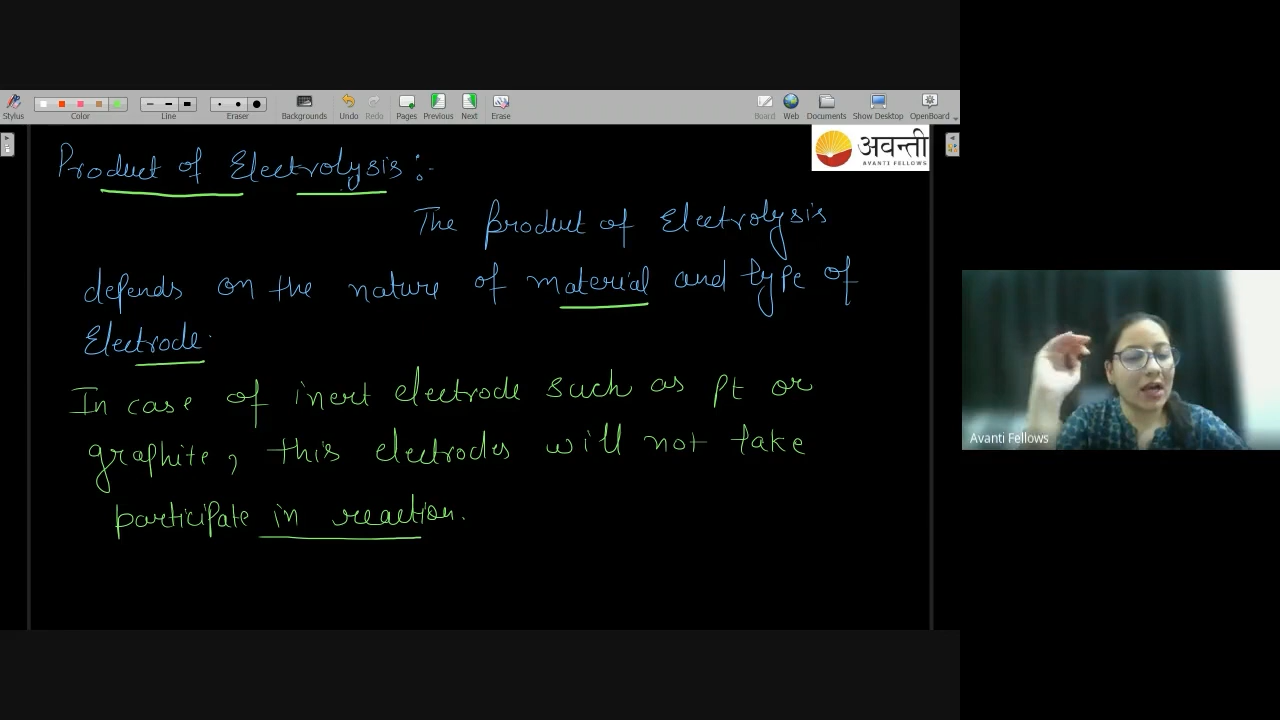 Stylus
Color
Line
Eraser
Backgrounds
Undo
Redo
Pages
Previous
Next
Erase
Board
Web
Documents
Show Desktop
OpenBoard
अवन्ती
AVANTI FELLOWS
Product of Electrolysis :-
The product of Electrolysis
depends on the nature of material and type of
Electrode.
In case of inert electrode such as Pt or
graphite, this electrodes will not take
participate in reaction.
Avanti Fellows